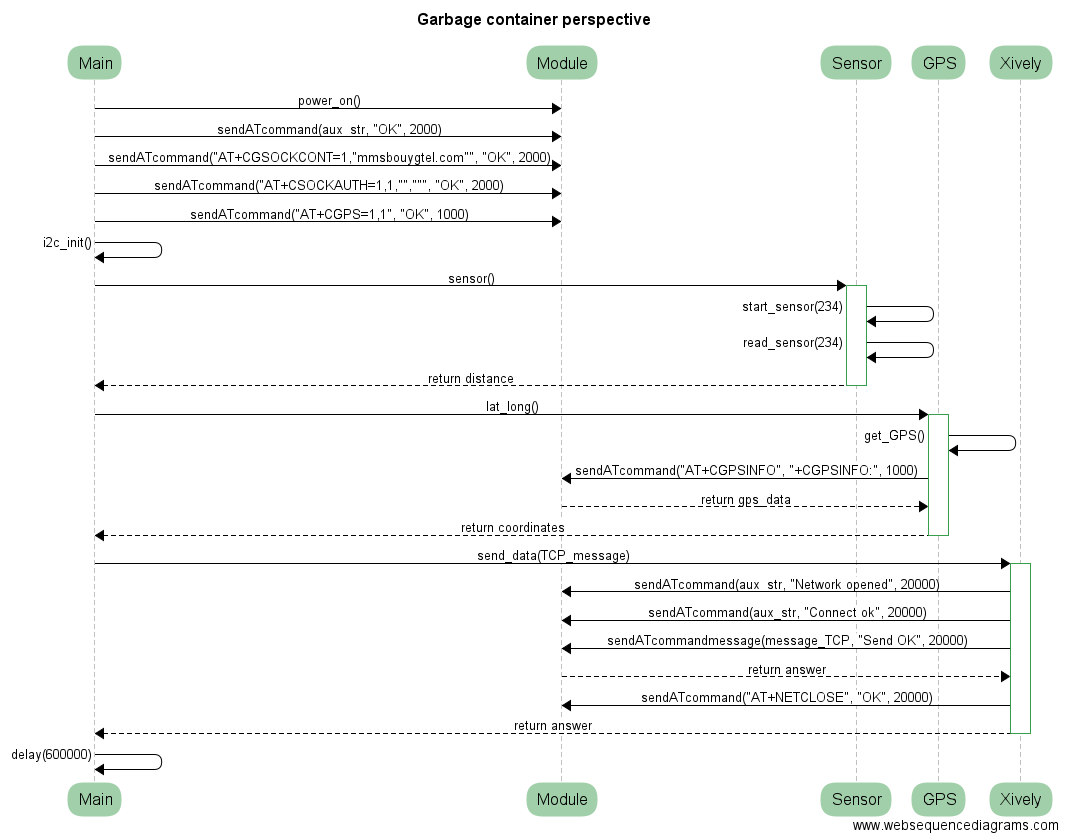 Garbage container perspective
Main Module Sensor GPS Xively
power_on()
sendATcommand(aux_str, "OK", 2000)
sendATcommand("AT+CGSOCKCONT=1,"mmsbouygtel.com"", "OK", 2000)
sendATcommand("AT+CSOCKAUTH=1,1,"",""", "OK", 2000)
sendATcommand("AT+CGPS=1,1", "OK", 1000)
i2c_init()
sensor()
start_sensor(234)
read_sensor(234)
return distance
lat_long()
get_GPS()
sendATcommand("AT+CGPSINFO", "+CGPSINFO:", 1000)
return gps_data
return coordinates
send_data(TCP_message)
sendATcommand(aux_str, "Network opened", 20000)
sendATcommand(aux_str, "Connect ok", 20000)
sendATcommandmessage(message_TCP, "Send OK", 20000)
return answer
sendATcommand("AT+NETCLOSE", "OK", 20000)
return answer
delay(600000)
Main Module Sensor GPS Xively
www.websequencediagrams.com